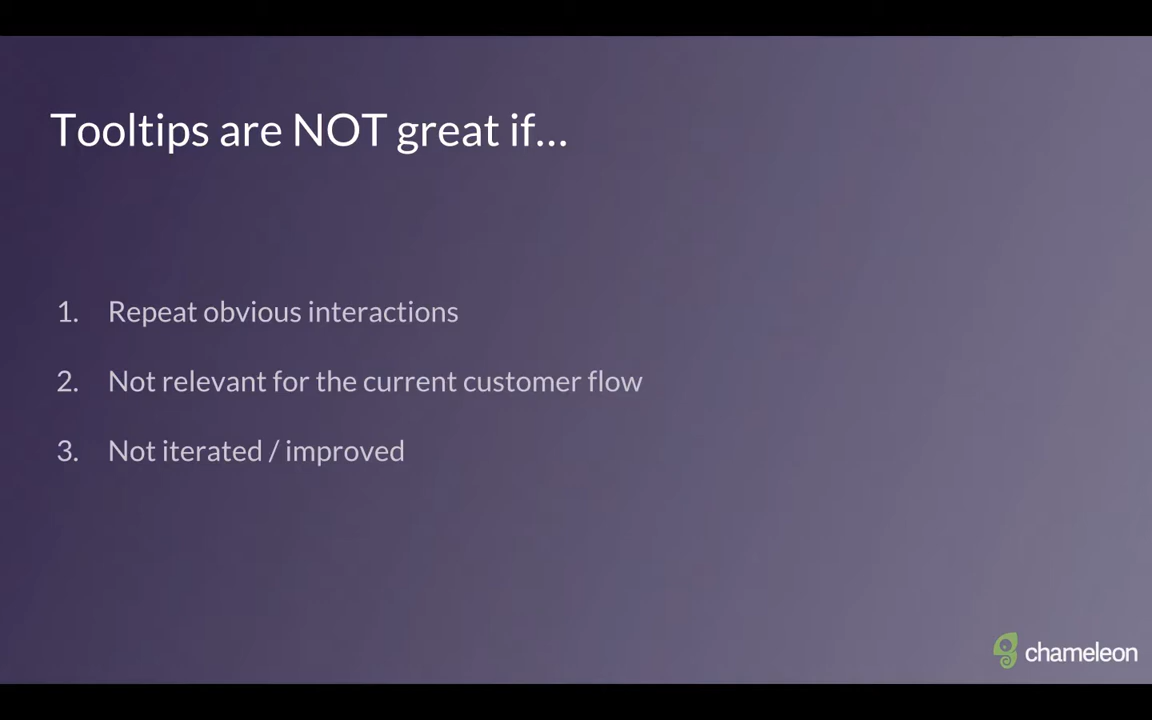 Tooltips are NOT great if...
1. Repeat obvious interactions
2. Not relevant for the current customer flow
3. Not iterated / improved
chameleon